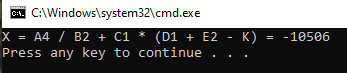 C:\Windows\system32\cmd.exe
X = A4 / B2 + C1 * (D1 + E2 - K) = -10506
Press any key to continue . . .